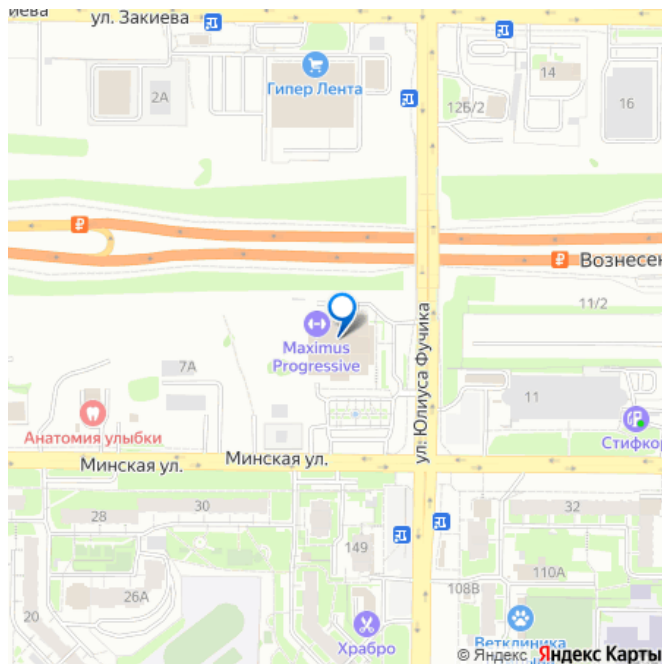 иева
ул. Закиева
Гипер Лента
2А
14
12Б/2
16
Вознесен
11/2
Maximus
Progressive
7А
ул. Юлиуса Фучика
11
Анатомия улыбки
Стифкор
Минская ул.
Минская ул.
30
28
32
149
110А
108В
26А
20
Храбро
Ветклиника
© Яндекс Яндекс Карты